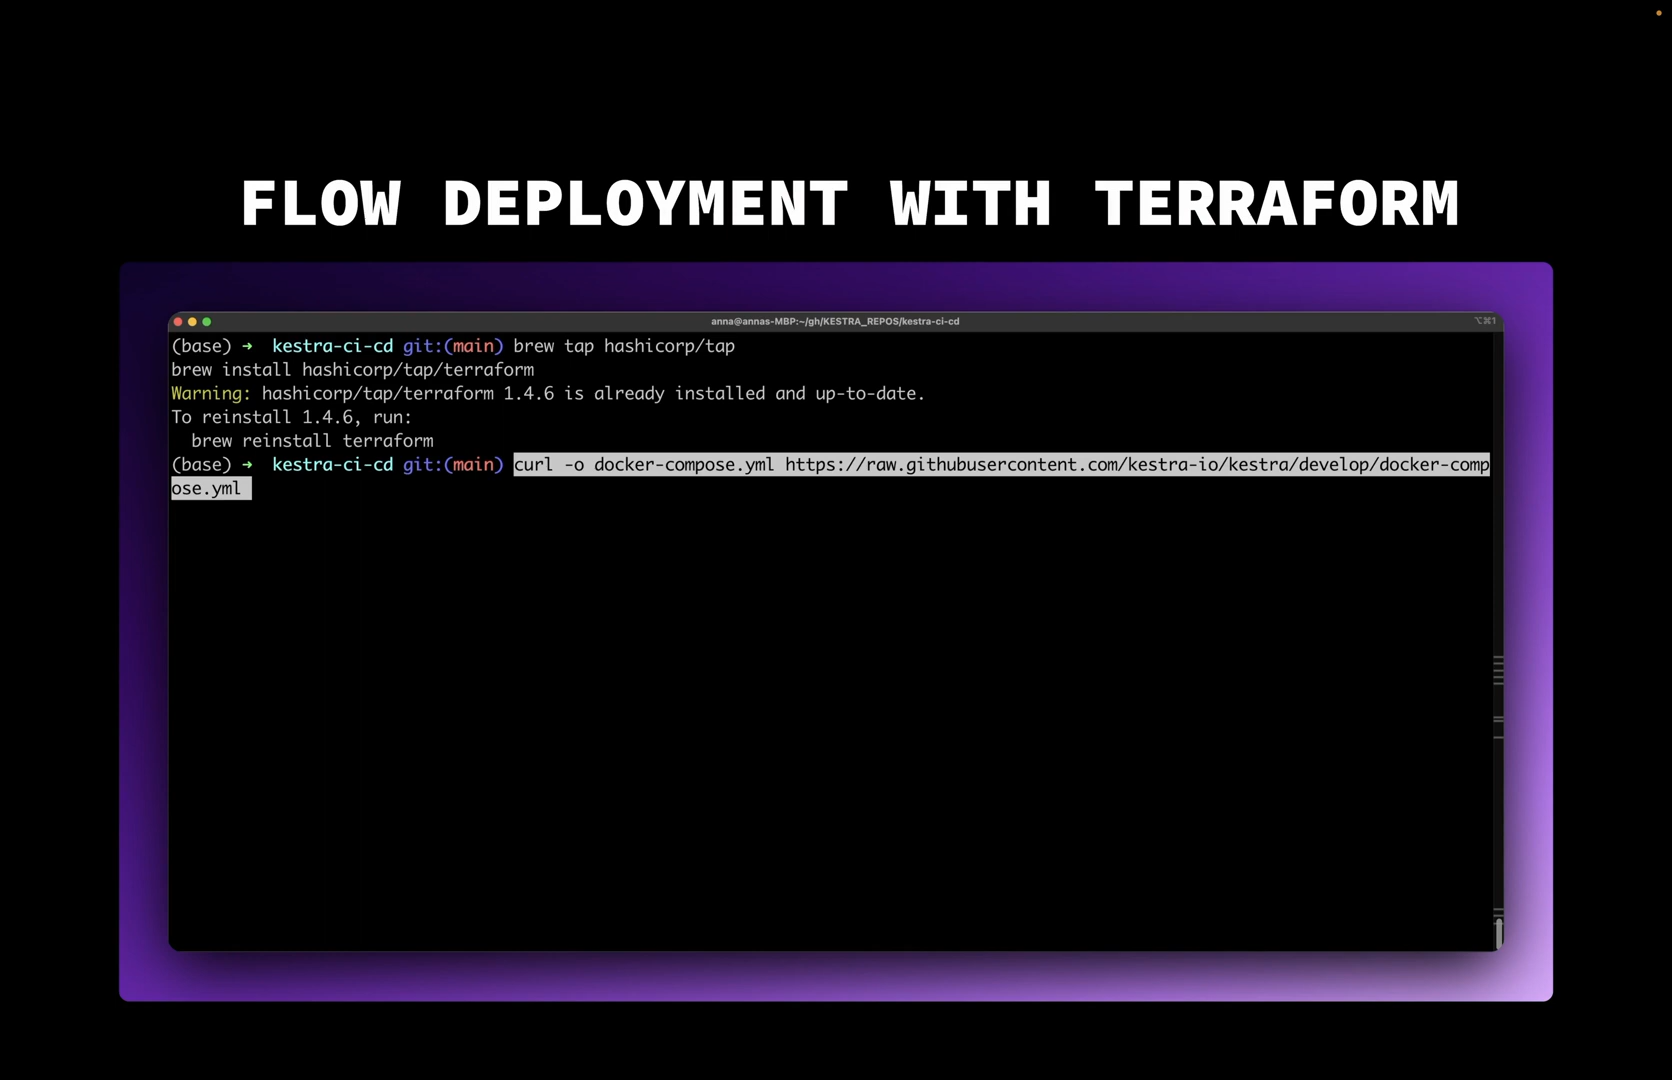 FLOW DEPLOYMENT WITH TERRAFORM
anna@annas-MBP:~/gh/KESTRA_REPOS/kestra-ci-cd
⌥⌘1
(base) ➜  kestra-ci-cd git:(main) brew tap hashicorp/tap
brew install hashicorp/tap/terraform
Warning: hashicorp/tap/terraform 1.4.6 is already installed and up-to-date.
To reinstall 1.4.6, run:
  brew reinstall terraform
(base) ➜  kestra-ci-cd git:(main) curl -o docker-compose.yml https://raw.githubusercontent.com/kestra-io/kestra/develop/docker-comp
ose.yml